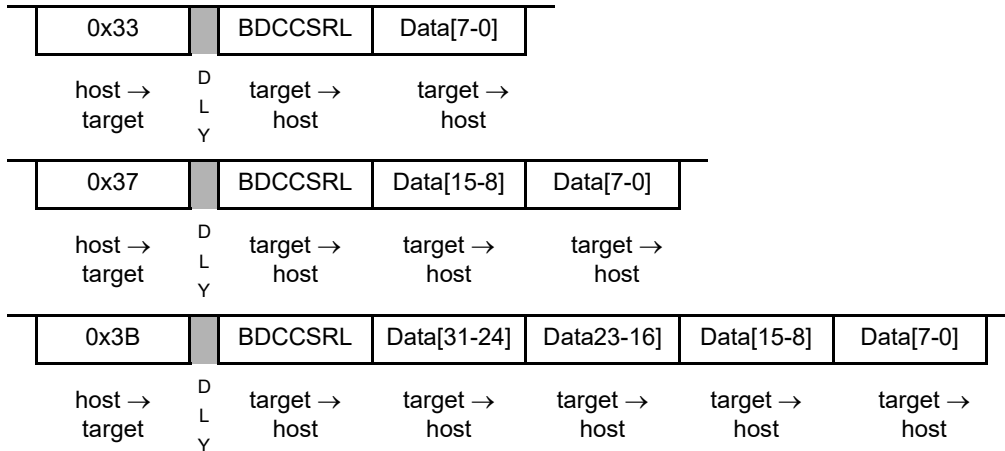 0x33 BDCCSRL Data[7-0]
host → target D L Y target → host target → host
0x37 BDCCSRL Data[15-8] Data[7-0]
host → target D L Y target → host target → host target → host
0x3B BDCCSRL Data[31-24] Data23-16] Data[15-8] Data[7-0]
host → target D L Y target → host target → host target → host target → host target → host